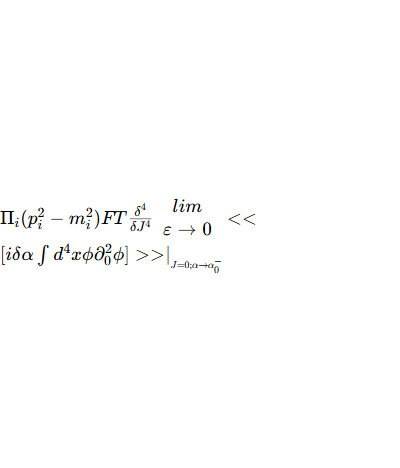 Π_i(p_i^2 − m_i^2)FT δ^4/δJ^4 lim ε → 0 <<
[iδα ∫ d^4xϕ∂_0^2ϕ] >>|_{J=0;α→α_0^−}